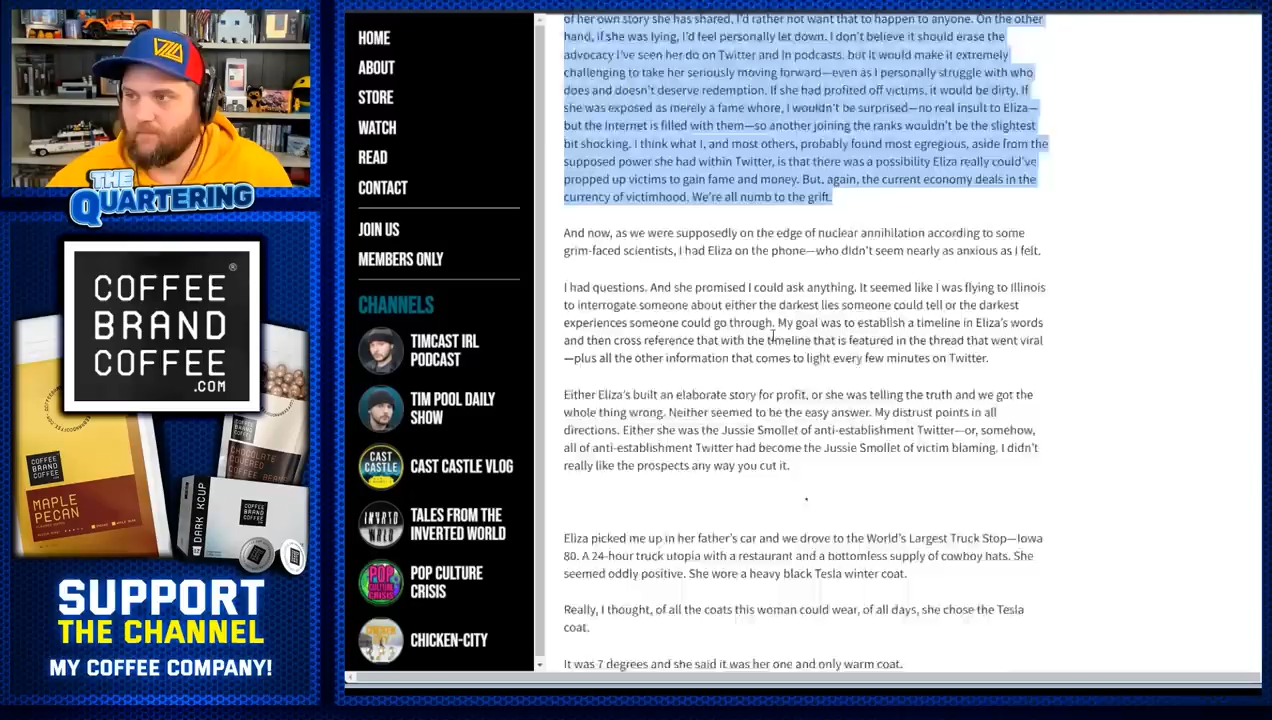 THE
QUARTERING
COFFEE
BRAND
COFFEE
.COM
®
COFFEE
BRAND
COFFEE
MAPLE
PECAN
COFFEE
BRAND
COFFEE
CHOCOLATE
COVERED
COFFEE BEANS
DARK KCUP
SUPPORT
THE CHANNEL
MY COFFEE COMPANY!
HOME
ABOUT
STORE
WATCH
READ
CONTACT
JOIN US
MEMBERS ONLY
CHANNELS
TIMCAST IRL
PODCAST
TIM POOL DAILY
SHOW
CAST
CASTLE
CAST CASTLE VLOG
TALES FROM THE
INVERTED WORLD
POP
CULTURE
CRISIS
POP CULTURE
CRISIS
CHICKEN-CITY
of her own story she has shared, I'd rather not want that to happen to anyone. On the other
hand, if she was lying, I'd feel personally let down. I don't believe it should erase the
advocacy I've seen her do on Twitter and in podcasts, but it would make it extremely
challenging to take her seriously moving forward—even as I personally struggle with who
does and doesn't deserve redemption. If she had profited off victims, it would be dirty. If
she was exposed as merely a fame whore, I wouldn't be surprised—no real insult to Eliza—
but the Internet is filled with them—so another joining the ranks wouldn't be the slightest
bit shocking. I think what I, and most others, probably found most egregious, aside from the
supposed power she had within Twitter, is that there was a possibility Eliza really could've
propped up victims to gain fame and money. But, again, the current economy deals in the
currency of victimhood. We're all numb to the grift.
And now, as we were supposedly on the edge of nuclear annihilation according to some
grim-faced scientists, I had Eliza on the phone—who didn't seem nearly as anxious as I felt.
I had questions. And she promised I could ask anything. It seemed like I was flying to Illinois
to interrogate someone about either the darkest lies someone could tell or the darkest
experiences someone could go through. My goal was to establish a timeline in Eliza's words
and then cross reference that with the timeline that is featured in the thread that went viral
—plus all the other information that comes to light every few minutes on Twitter.
Either Eliza's built an elaborate story for profit, or she was telling the truth and we got the
whole thing wrong. Neither seemed to be the easy answer. My distrust points in all
directions. Either she was the Jussie Smollet of anti-establishment Twitter—or, somehow,
all of anti-establishment Twitter had become the Jussie Smollet of victim blaming. I didn't
really like the prospects any way you cut it.
*
Eliza picked me up in her father's car and we drove to the World's Largest Truck Stop—Iowa
80. A 24-hour truck utopia with a restaurant and a bottomless supply of cowboy hats. She
seemed oddly positive. She wore a heavy black Tesla winter coat.
Really, I thought, of all the coats this woman could wear, of all days, she chose the Tesla
coat.
It was 7 degrees and she said it was her one and only warm coat.